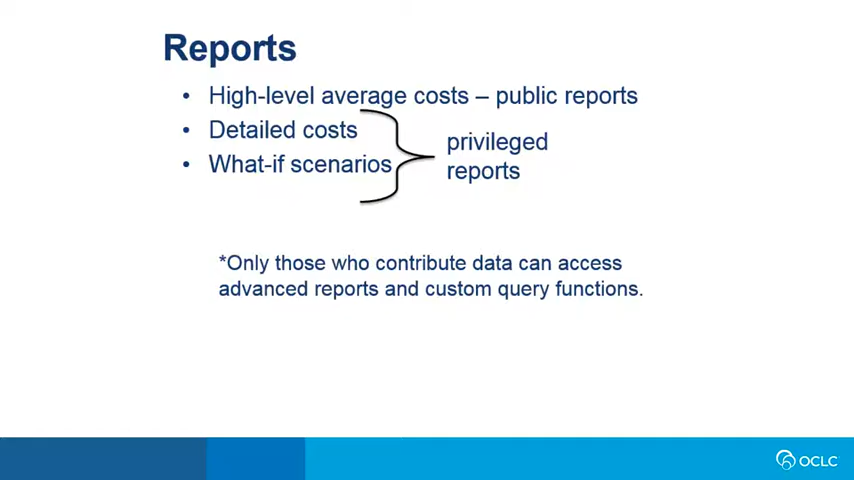 Reports
• High-level average costs – public reports
• Detailed costs
• What-if scenarios
privileged
reports
*Only those who contribute data can access
advanced reports and custom query functions.
OCLC